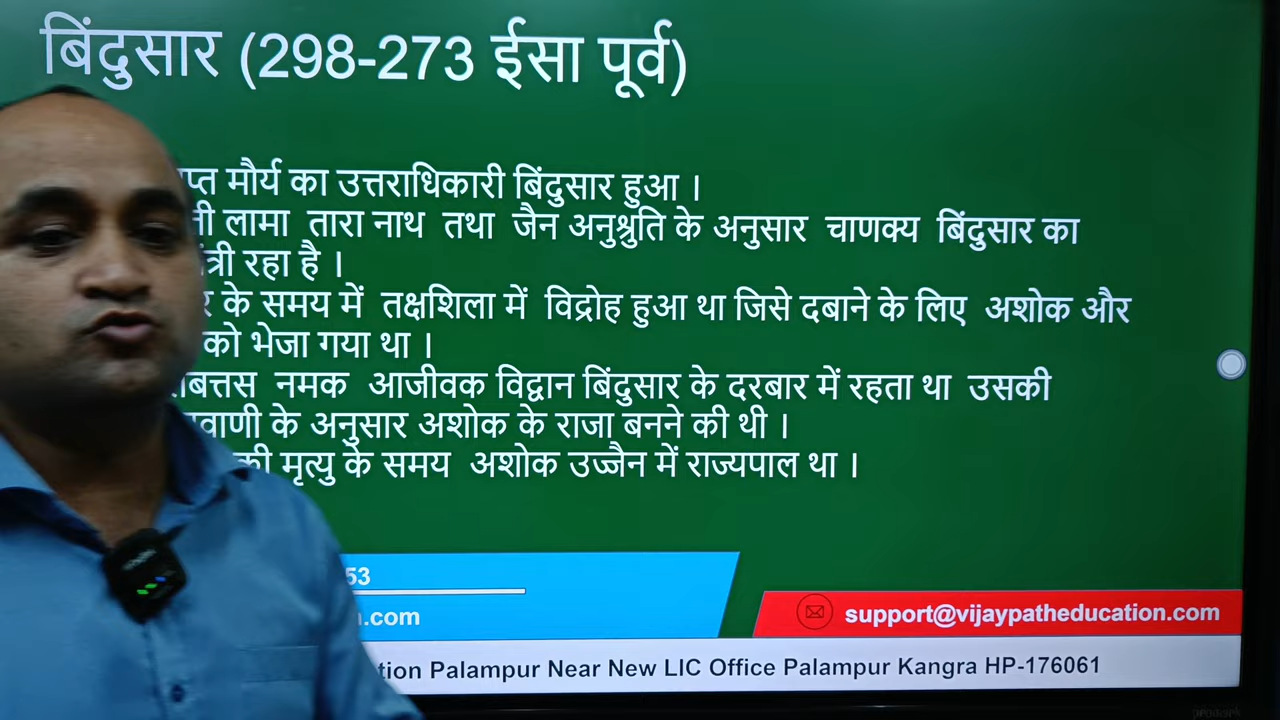 बिंदुसार (298-273 ईसा पूर्व)
मौर्य का उत्तराधिकारी बिंदुसार हुआ ।
लामा तारा नाथ तथा जैन अनुश्रुति के अनुसार चाणक्य बिंदुसार का
रहा है ।
के समय में तक्षशिला में विद्रोह हुआ था जिसे दबाने के लिए अशोक और
को भेजा गया था ।
नमक आजीवक विद्वान बिंदुसार के दरबार में रहता था उसकी
के अनुसार अशोक के राजा बनने की थी ।
की मृत्यु के समय अशोक उज्जैन में राज्यपाल था ।
53
.com
support@vijaypatheducation.com
tion Palampur Near New LIC Office Palampur Kangra HP-176061